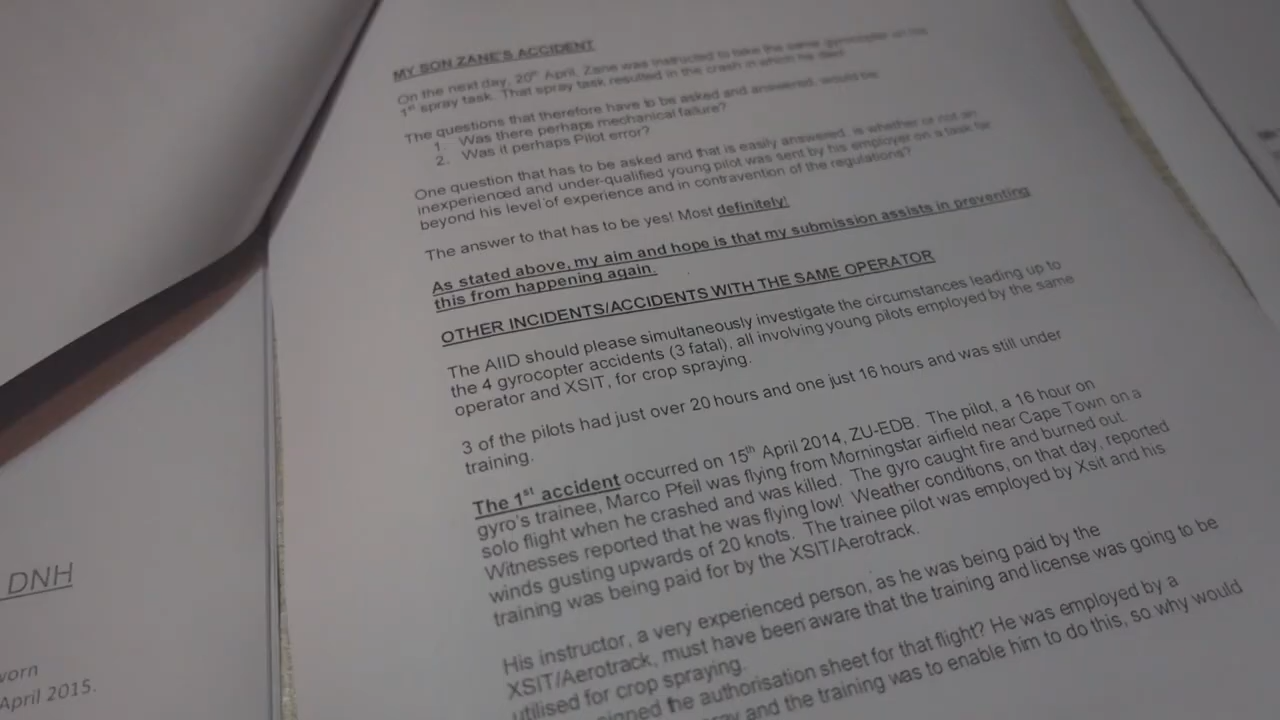 MY SON ZANE'S ACCIDENT
On the next day, 20th April, Zane was instructed to take the same gyrocopter on his
1st spray task. That spray task resulted in the crash in which he died.
The questions that therefore have to be asked and answered, would be:
1. Was there perhaps mechanical failure?
2. Was it perhaps Pilot error?
One question that has to be asked and that is easily answered, is whether or not an
inexperienced and under-qualified young pilot was sent by his employer on a task far
beyond his level of experience and in contravention of the regulations?
The answer to that has to be yes! Most definitely!
As stated above, my aim and hope is that my submission assists in preventing
this from happening again.
OTHER INCIDENTS/ACCIDENTS WITH THE SAME OPERATOR
The AIID should please simultaneously investigate the circumstances leading up to
the 4 gyrocopter accidents (3 fatal), all involving young pilots employed by the same
operator and XSIT, for crop spraying.
3 of the pilots had just over 20 hours and one just 16 hours and was still under
training.
The 1st accident occurred on 15th April 2014, ZU-EDB. The pilot, a 16 hour on
gyro's trainee, Marco Pfeil was flying from Morningstar airfield near Cape Town on a
solo flight when he crashed and was killed. The gyro caught fire and burned out.
Witnesses reported that he was flying low! Weather conditions, on that day, reported
winds gusting upwards of 20 knots. The trainee pilot was employed by Xsit and his
training was being paid for by the XSIT/Aerotrack.
His instructor, a very experienced person, as he was being paid by the
XSIT/Aerotrack, must have been aware that the training and license was going to be
utilised for crop spraying.
the authorisation sheet for that flight? He was employed by a
and the training was to enable him to do this, so why would
DNH
April 2015.